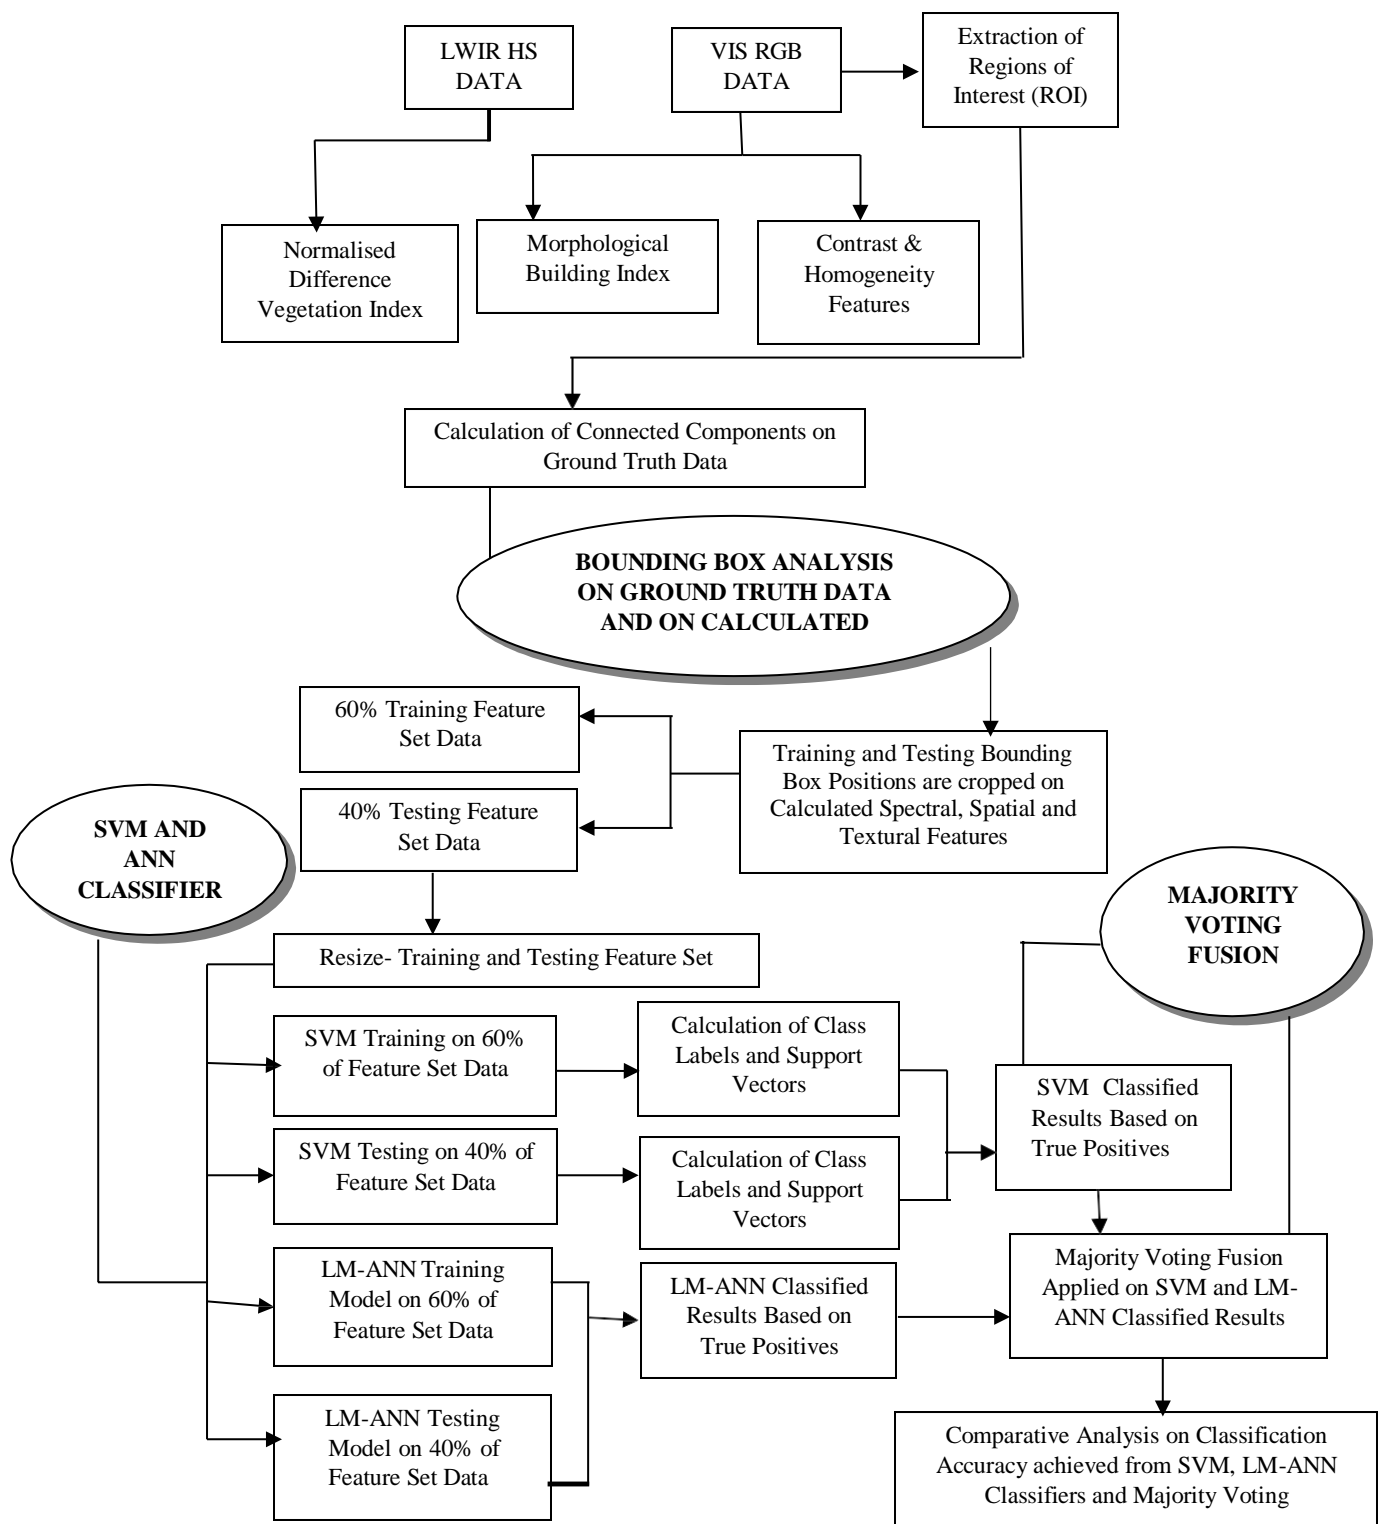 LWIR HS
DATA
VIS RGB
DATA
Extraction of
Regions of
Interest (ROI)
Normalised
Difference
Vegetation Index
Morphological
Building Index
Contrast &
Homogeneity
Features
Calculation of Connected Components on
Ground Truth Data
BOUNDING BOX ANALYSIS
ON GROUND TRUTH DATA
AND ON CALCULATED
60% Training Feature
Set Data
Training and Testing Bounding
Box Positions are cropped on
Calculated Spectral, Spatial and
Textural Features
40% Testing Feature
Set Data
SVM AND
ANN
CLASSIFIER
MAJORITY
VOTING
FUSION
Resize- Training and Testing Feature Set
SVM Training on 60%
of Feature Set Data
Calculation of Class
Labels and Support
Vectors
SVM Classified
Results Based on
True Positives
SVM Testing on 40% of
Feature Set Data
Calculation of Class
Labels and Support
Vectors
LM-ANN Training
Model on 60% of
Feature Set Data
LM-ANN Classified
Results Based on
True Positives
Majority Voting Fusion
Applied on SVM and LM-
ANN Classified Results
LM-ANN Testing
Model on 40% of
Feature Set Data
Comparative Analysis on Classification
Accuracy achieved from SVM, LM-ANN
Classifiers and Majority Voting